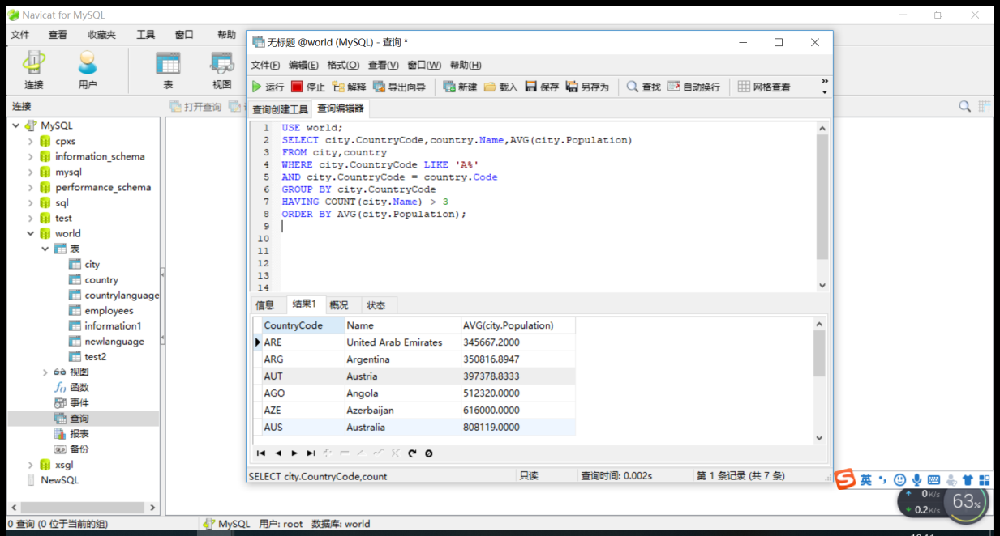 Navicat for MySQL
文件 查看 收藏夹 工具 窗口 帮助
连接 用户 表 视图
连接
打开查询
MySQL
cpxs
information_schema
mysql
performance_schema
sql
test
world
表
city
country
countrylanguage
employees
information1
newlanguage
test2
视图
函数
事件
查询
报表
备份
xsgl
NewSQL
无标题 @world (MySQL) - 查询 *
文件(F) 编辑(E) 格式(O) 查看(V) 窗口(W) 帮助(H)
运行 停止 解释 导出向导 新建 载入 保存 另存为 查找 自动换行 网格查看 »
查询创建工具 查询编辑器
1 USE world;
2 SELECT city.CountryCode,country.Name,AVG(city.Population)
3 FROM city,country
4 WHERE city.CountryCode LIKE 'A%'
5 AND city.CountryCode = country.Code
6 GROUP BY city.CountryCode
7 HAVING COUNT(city.Name) > 3
8 ORDER BY AVG(city.Population);
9
10
11
12
13
14
信息 结果1 概况 状态
CountryCode Name AVG(city.Population)
ARE United Arab Emirates 345667.2000
ARG Argentina 350816.8947
AUT Austria 397378.8333
AGO Angola 512320.0000
AZE Azerbaijan 616000.0000
AUS Australia 808119.0000
SELECT city.CountryCode,count 只读 查询时间: 0.002s 第 1 条记录 (共 7 条)
英
0K/s
0.2K/s
63%
0 查询 (0 位于当前的组) MySQL 用户: root 数据库: world